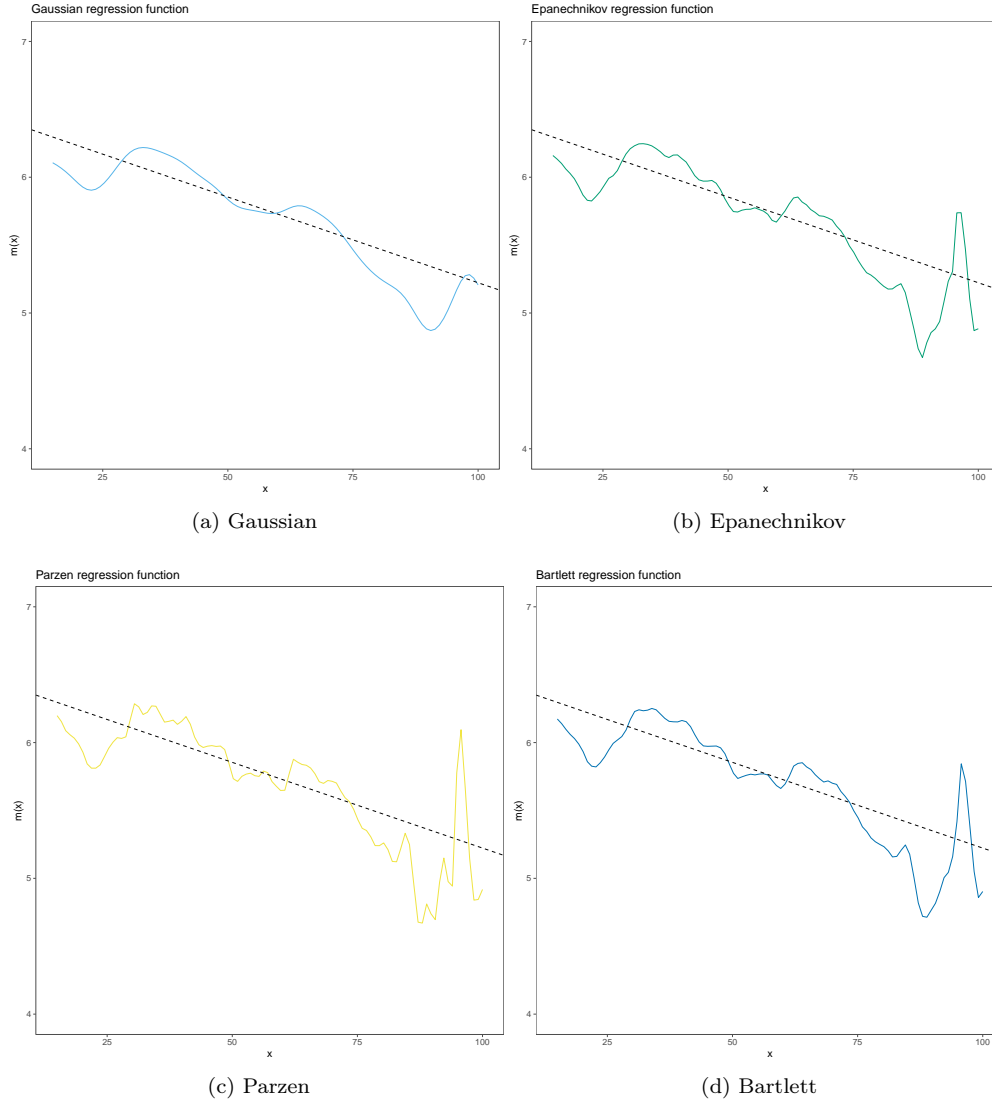 Gaussian regression function
7
6
5
4
m(x)
25
50
75
100
x
(a) Gaussian
Epanechnikov regression function
7
6
5
4
m(x)
25
50
75
100
x
(b) Epanechnikov
Parzen regression function
7
6
5
4
m(x)
25
50
75
100
x
(c) Parzen
Bartlett regression function
7
6
5
4
m(x)
25
50
75
100
x
(d) Bartlett